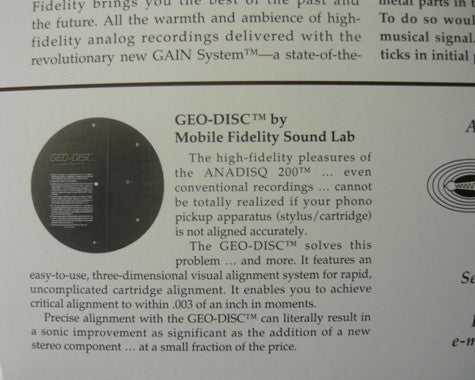 Fidelity brings you the best of the past and
the future. All the warmth and ambience of high-
fidelity analog recordings delivered with the
revolutionary new GAIN System™—a state-of-the-
metal parts in t
To do so woul
musical signal.
ticks in initial p
GEO-DISC™ by
Mobile Fidelity Sound Lab
GEO-DISC
The high-fidelity pleasures of
the ANADISQ 200™ ... even
conventional recordings ... cannot
be totally realized if your phono
pickup apparatus (stylus/cartridge)
is not aligned accurately.
The GEO-DISC™ solves this
problem ... and more. It features an
easy-to-use, three-dimensional visual alignment system for rapid,
uncomplicated cartridge alignment. It enables you to achieve
critical alignment to within .003 of an inch in moments.
Precise alignment with the GEO-DISC™ can literally result in
a sonic improvement as significant as the addition of a new
stereo component ... at a small fraction of the price.
A
Se
e-m